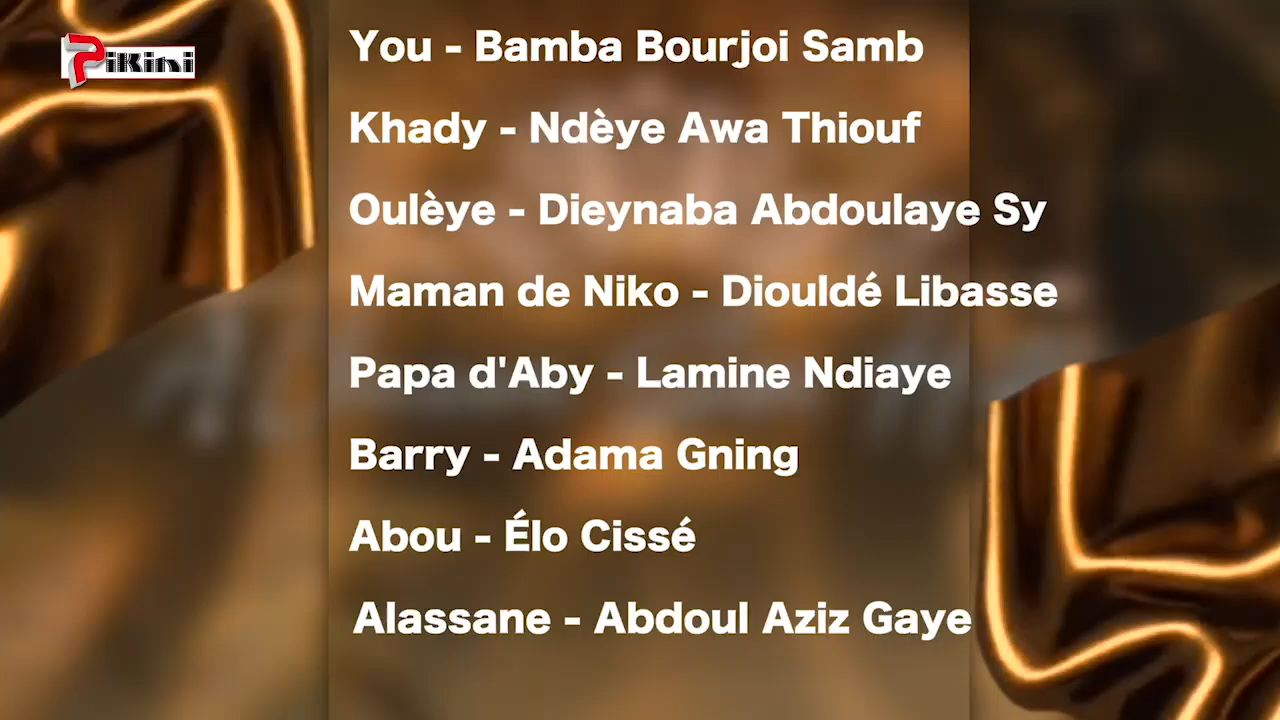 PiKini
You - Bamba Bourjoi Samb
Khady - Ndèye Awa Thiouf
Oulèye - Dieynaba Abdoulaye Sy
Maman de Niko - Diouldé Libasse
Papa d'Aby - Lamine Ndiaye
Barry - Adama Gning
Abou - Élo Cissé
Alassane - Abdoul Aziz Gaye